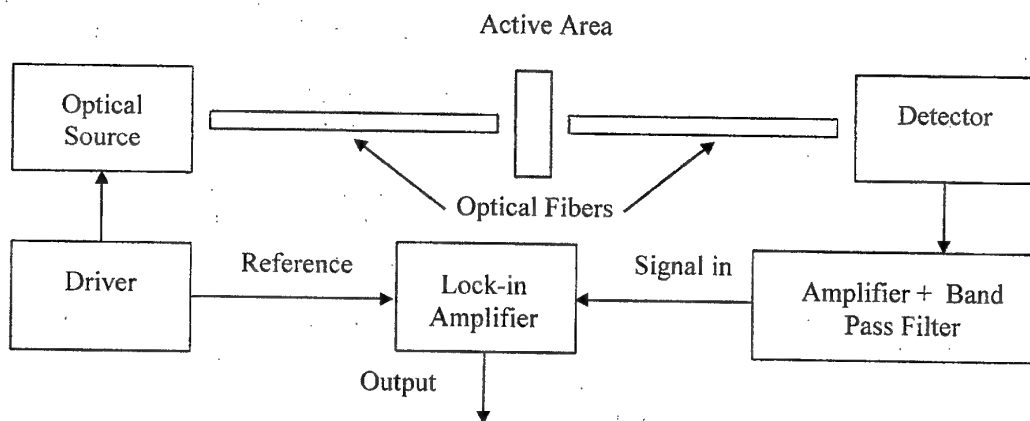 Active Area
Optical
Source
Detector
Optical Fibers
Driver
Reference
Lock-in
Amplifier
Signal in
Amplifier + Band
Pass Filter
Output